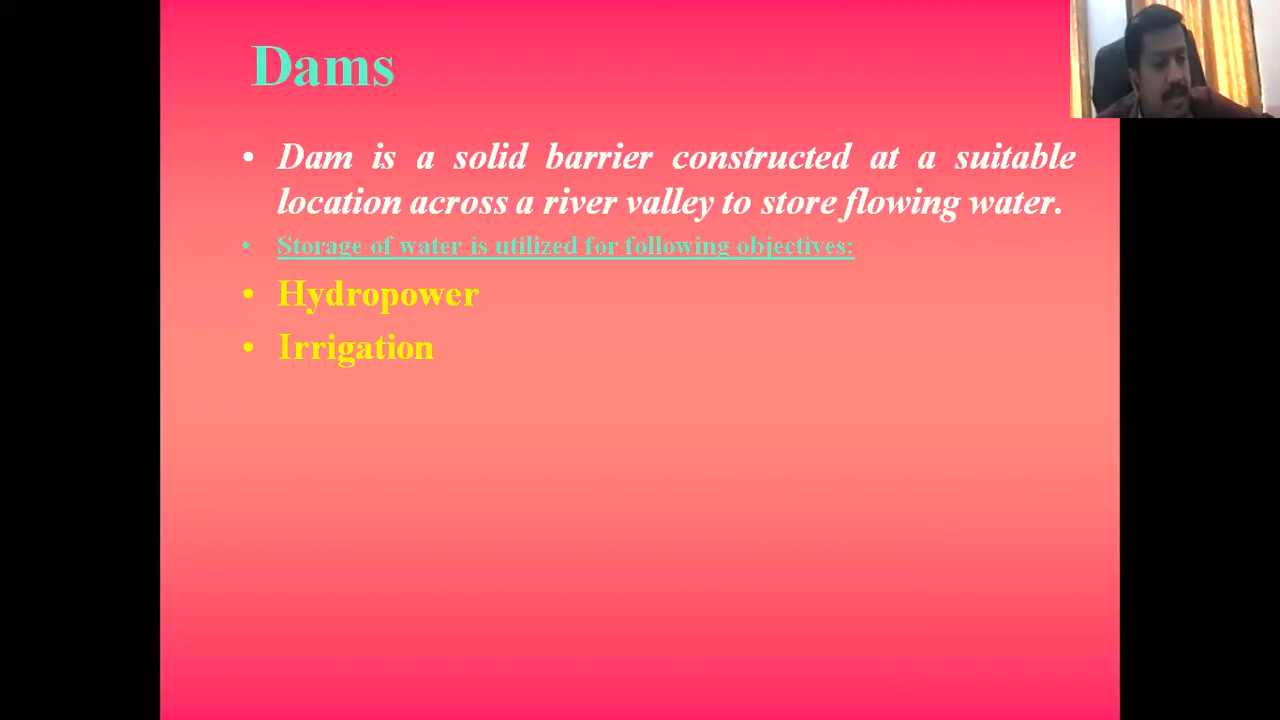 Dams
• Dam is a solid barrier constructed at a suitable
location across a river valley to store flowing water.
• Storage of water is utilized for following objectives:
• Hydropower
• Irrigation